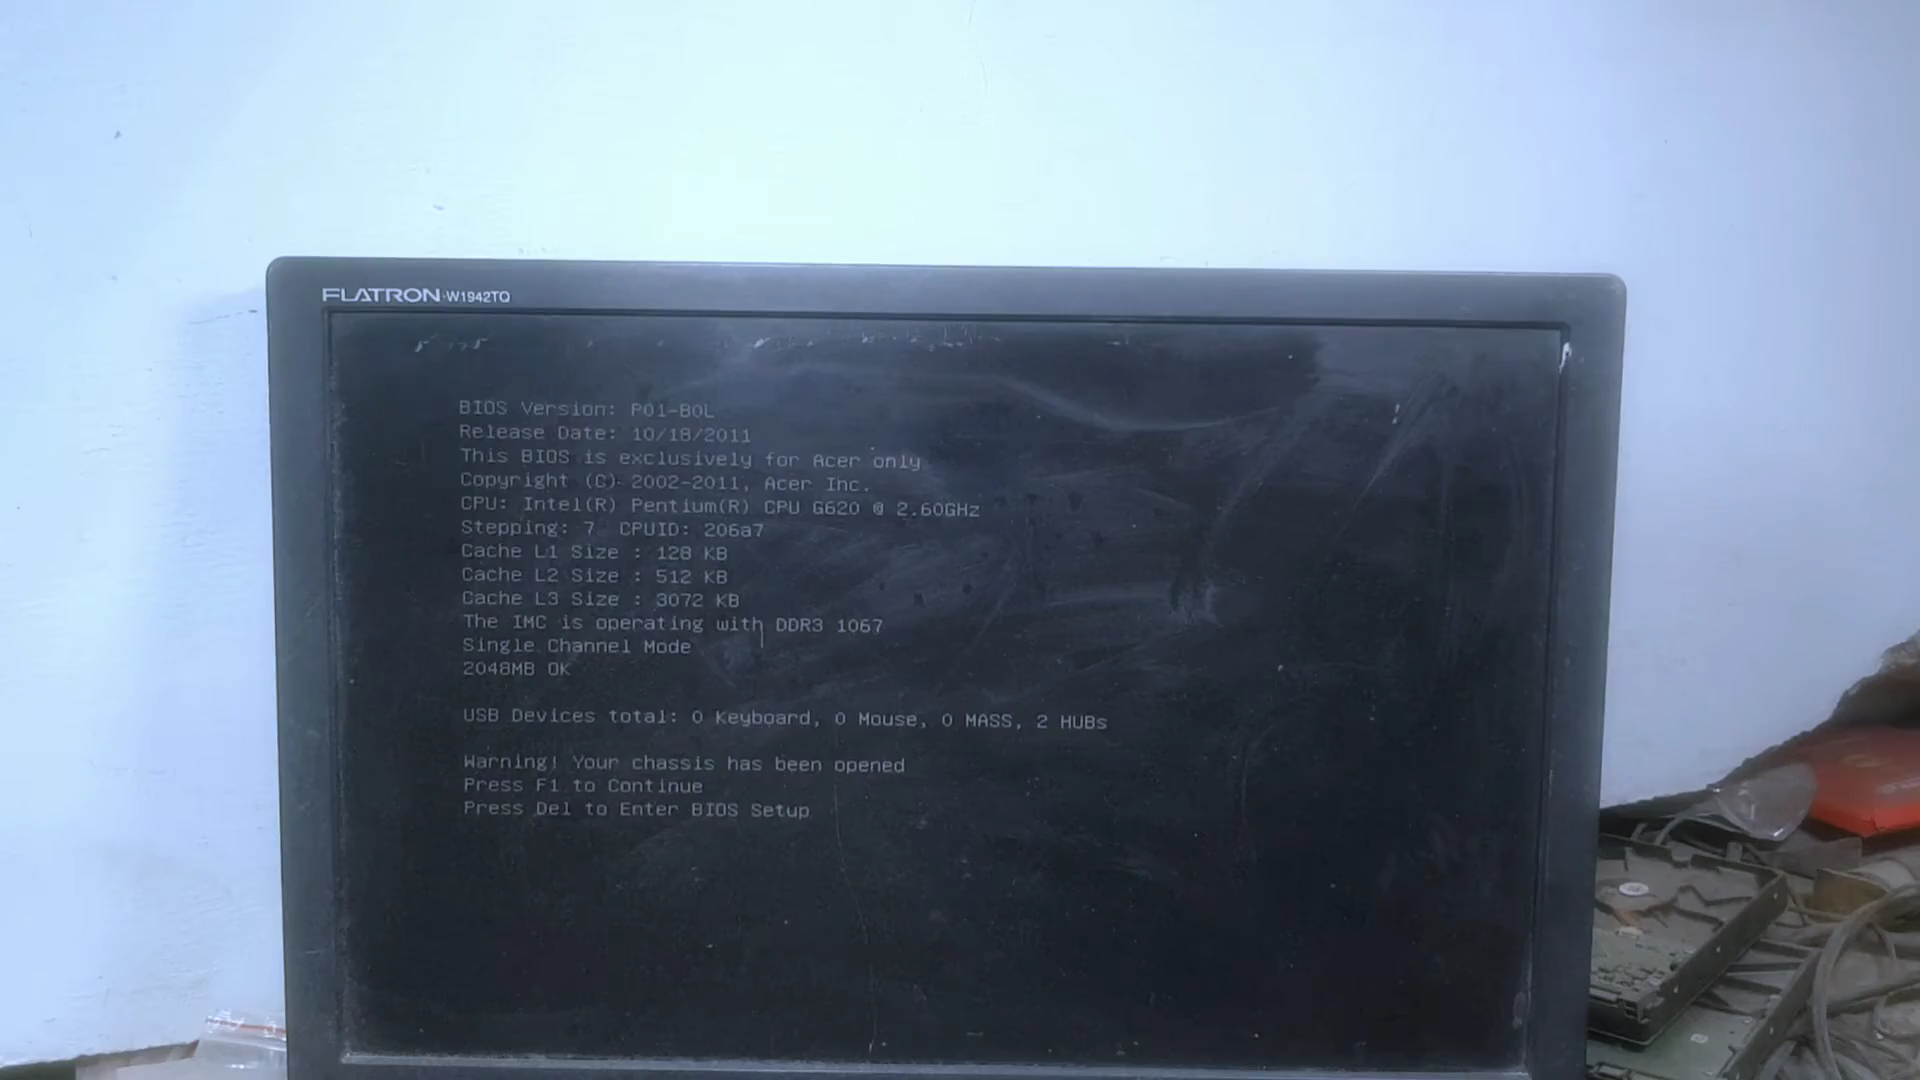 FLATRON W1942TQ
BIOS Version: P01-B0L
Release Date: 10/18/2011
This BIOS is exclusively for Acer only
Copyright (C) 2002-2011, Acer Inc.
CPU: Intel(R) Pentium(R) CPU G620 @ 2.60GHz
Stepping: 7  CPUID: 206a7
Cache L1 Size : 128 KB
Cache L2 Size : 512 KB
Cache L3 Size : 3072 KB
The IMC is operating with DDR3 1067
Single Channel Mode
2048MB OK
USB Devices total: 0 Keyboard, 0 Mouse, 0 MASS, 2 HUBs
Warning! Your chassis has been opened
Press F1 to Continue
Press Del to Enter BIOS Setup